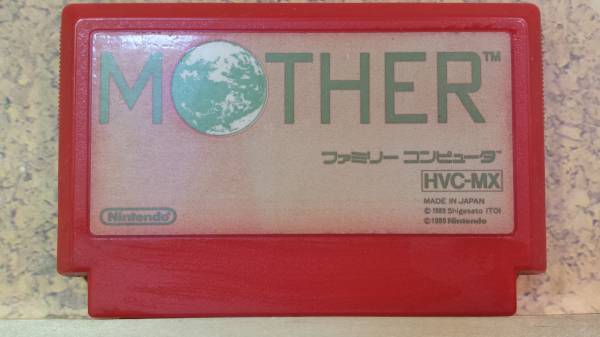 MOTHER™
ファミリー コンピュータ™
HVC-MX
MADE IN JAPAN
©1989 Shigesato ITOI
©1989 Nintendo
Nintendo